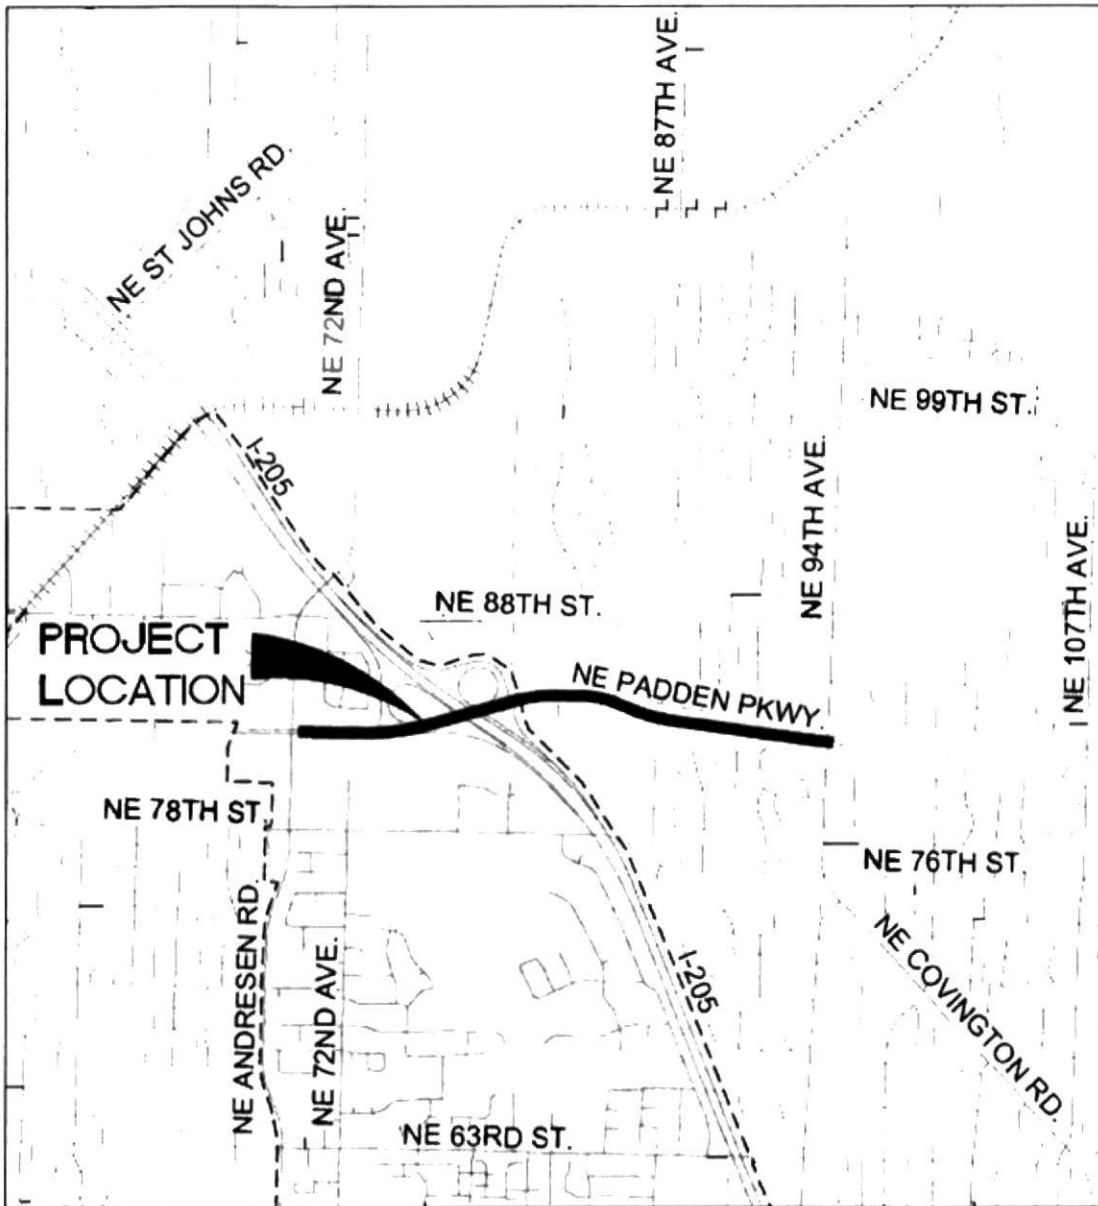 NE 87TH AVE.
NE ST JOHNS RD.
NE 72ND AVE.
NE 99TH ST.
I-205
NE 94TH AVE.
NE 107TH AVE.
NE 88TH ST.
PROJECT
LOCATION
NE PADDEN PKWY.
NE 78TH ST
NE 76TH ST.
NE ANDRESEN RD.
NE 72ND AVE.
I-205
NE COVINGTON RD.
NE 63RD ST.